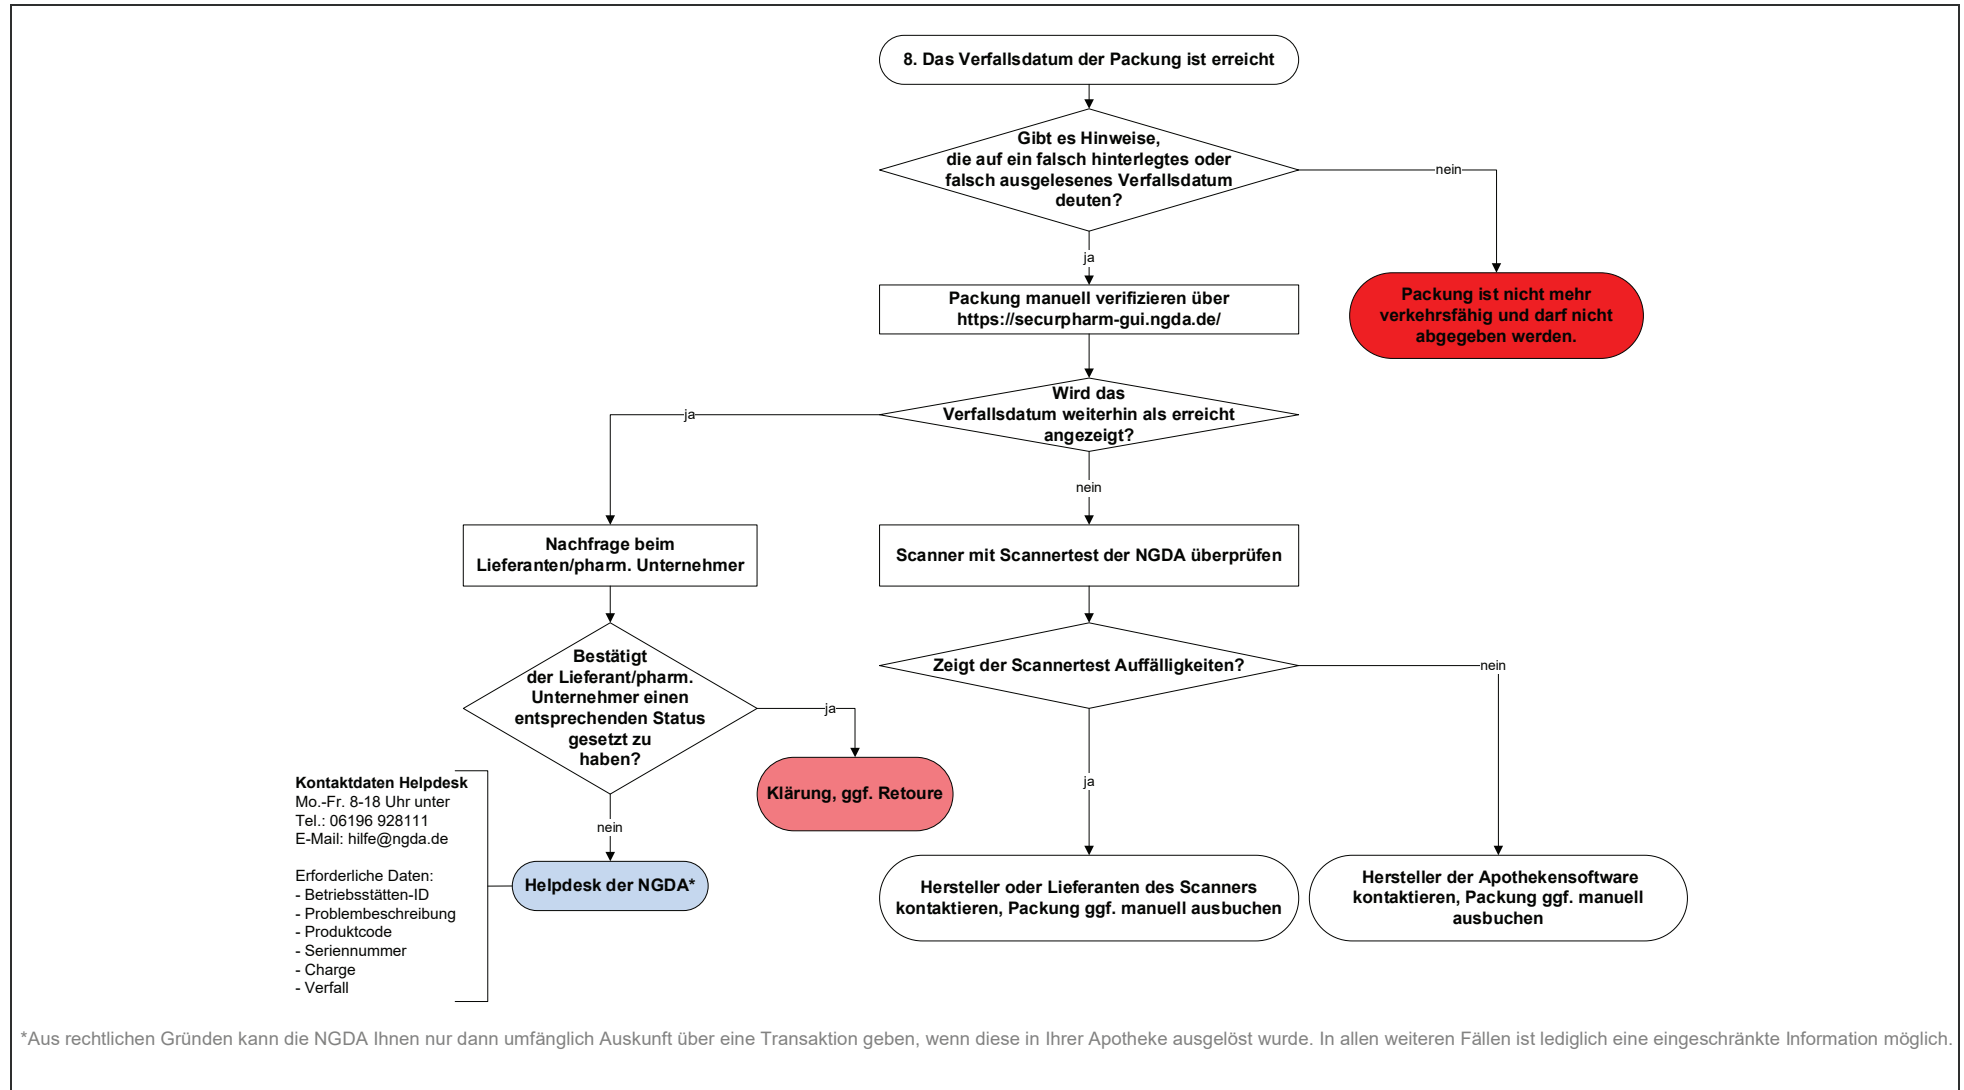 8. Das Verfallsdatum der Packung ist erreicht
Gibt es Hinweise,
die auf ein falsch hinterlegtes oder
falsch ausgelesenes Verfallsdatum
deuten?
nein
ja
Packung ist nicht mehr
verkehrsfähig und darf nicht
abgegeben werden.
Packung manuell verifizieren über
https://securpharm-gui.ngda.de/
Wird das
Verfallsdatum weiterhin als erreicht
angezeigt?
ja
nein
Nachfrage beim
Lieferanten/pharm. Unternehmer
Scanner mit Scannertest der NGDA überprüfen
Bestätigt
der Lieferant/pharm.
Unternehmer einen
entsprechenden Status
gesetzt zu
haben?
ja
Zeigt der Scannertest Auffälligkeiten?
nein
ja
Klärung, ggf. Retoure
nein
Kontaktdaten Helpdesk
Mo.-Fr. 8-18 Uhr unter
Tel.: 06196 928111
E-Mail: hilfe@ngda.de
Erforderliche Daten:
- Betriebsstätten-ID
- Problembeschreibung
- Produktcode
- Seriennummer
- Charge
- Verfall
Helpdesk der NGDA*
Hersteller oder Lieferanten des Scanners
kontaktieren, Packung ggf. manuell ausbuchen
Hersteller der Apothekensoftware
kontaktieren, Packung ggf. manuell
ausbuchen
*Aus rechtlichen Gründen kann die NGDA Ihnen nur dann umfänglich Auskunft über eine Transaktion geben, wenn diese in Ihrer Apotheke ausgelöst wurde. In allen weiteren Fällen ist lediglich eine eingeschränkte Information möglich.